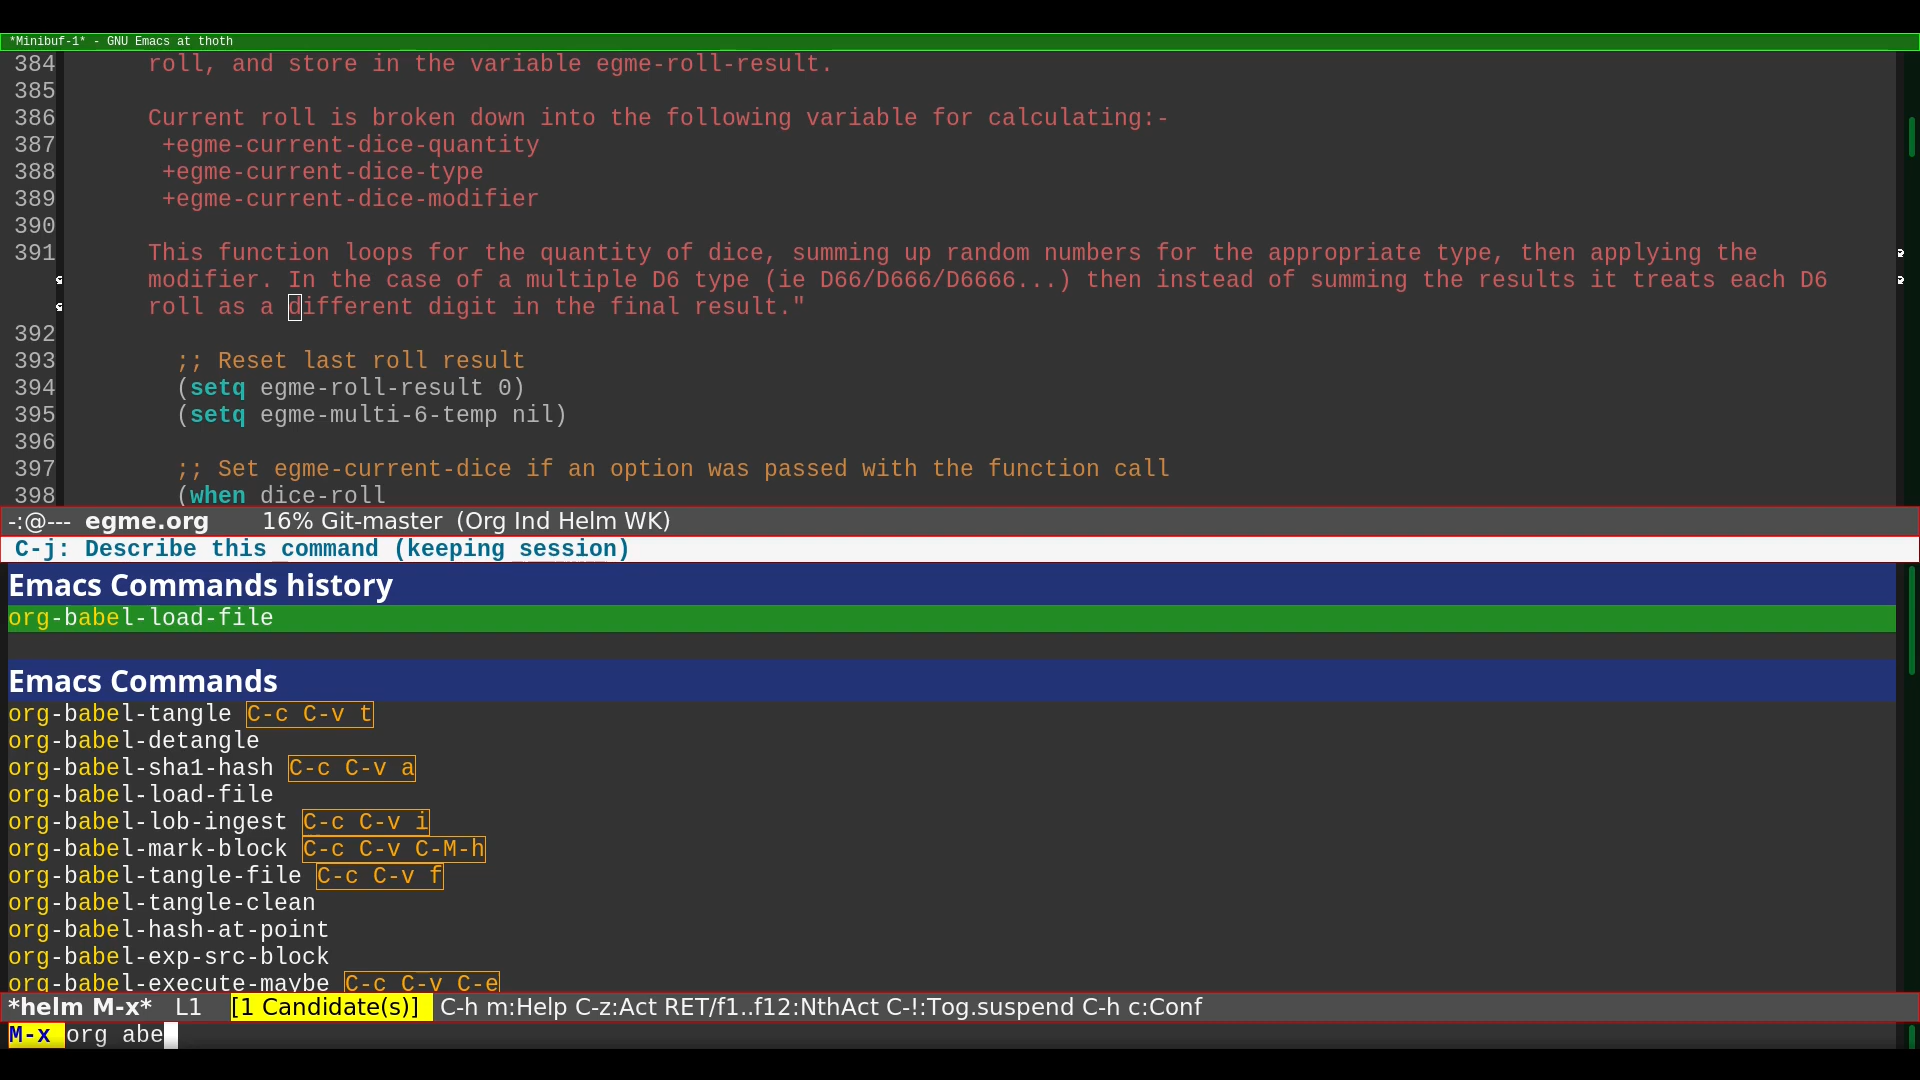 *Minibuf-1* - GNU Emacs at thoth
384 roll, and store in the variable egme-roll-result.
385
386 Current roll is broken down into the following variable for calculating:-
387 +egme-current-dice-quantity
388 +egme-current-dice-type
389 +egme-current-dice-modifier
390
391 This function loops for the quantity of dice, summing up random numbers for the appropriate type, then applying the
modifier. In the case of a multiple D6 type (ie D66/D666/D6666...) then instead of summing the results it treats each D6
roll as a different digit in the final result."
392
393 ;; Reset last roll result
394 (setq egme-roll-result 0)
395 (setq egme-multi-6-temp nil)
396
397 ;; Set egme-current-dice if an option was passed with the function call
398 (when dice-roll
-:@--- egme.org 16% Git-master (Org Ind Helm WK)
C-j: Describe this command (keeping session)
Emacs Commands history
org-babel-load-file
Emacs Commands
org-babel-tangle C-c C-v t
org-babel-detangle
org-babel-sha1-hash C-c C-v a
org-babel-load-file
org-babel-lob-ingest C-c C-v i
org-babel-mark-block C-c C-v C-M-h
org-babel-tangle-file C-c C-v f
org-babel-tangle-clean
org-babel-hash-at-point
org-babel-exp-src-block
org-babel-execute-maybe C-c C-v C-e
*helm M-x* L1 [1 Candidate(s)] C-h m:Help C-z:Act RET/f1..f12:NthAct C-!:Tog.suspend C-h c:Conf
M-x org abe